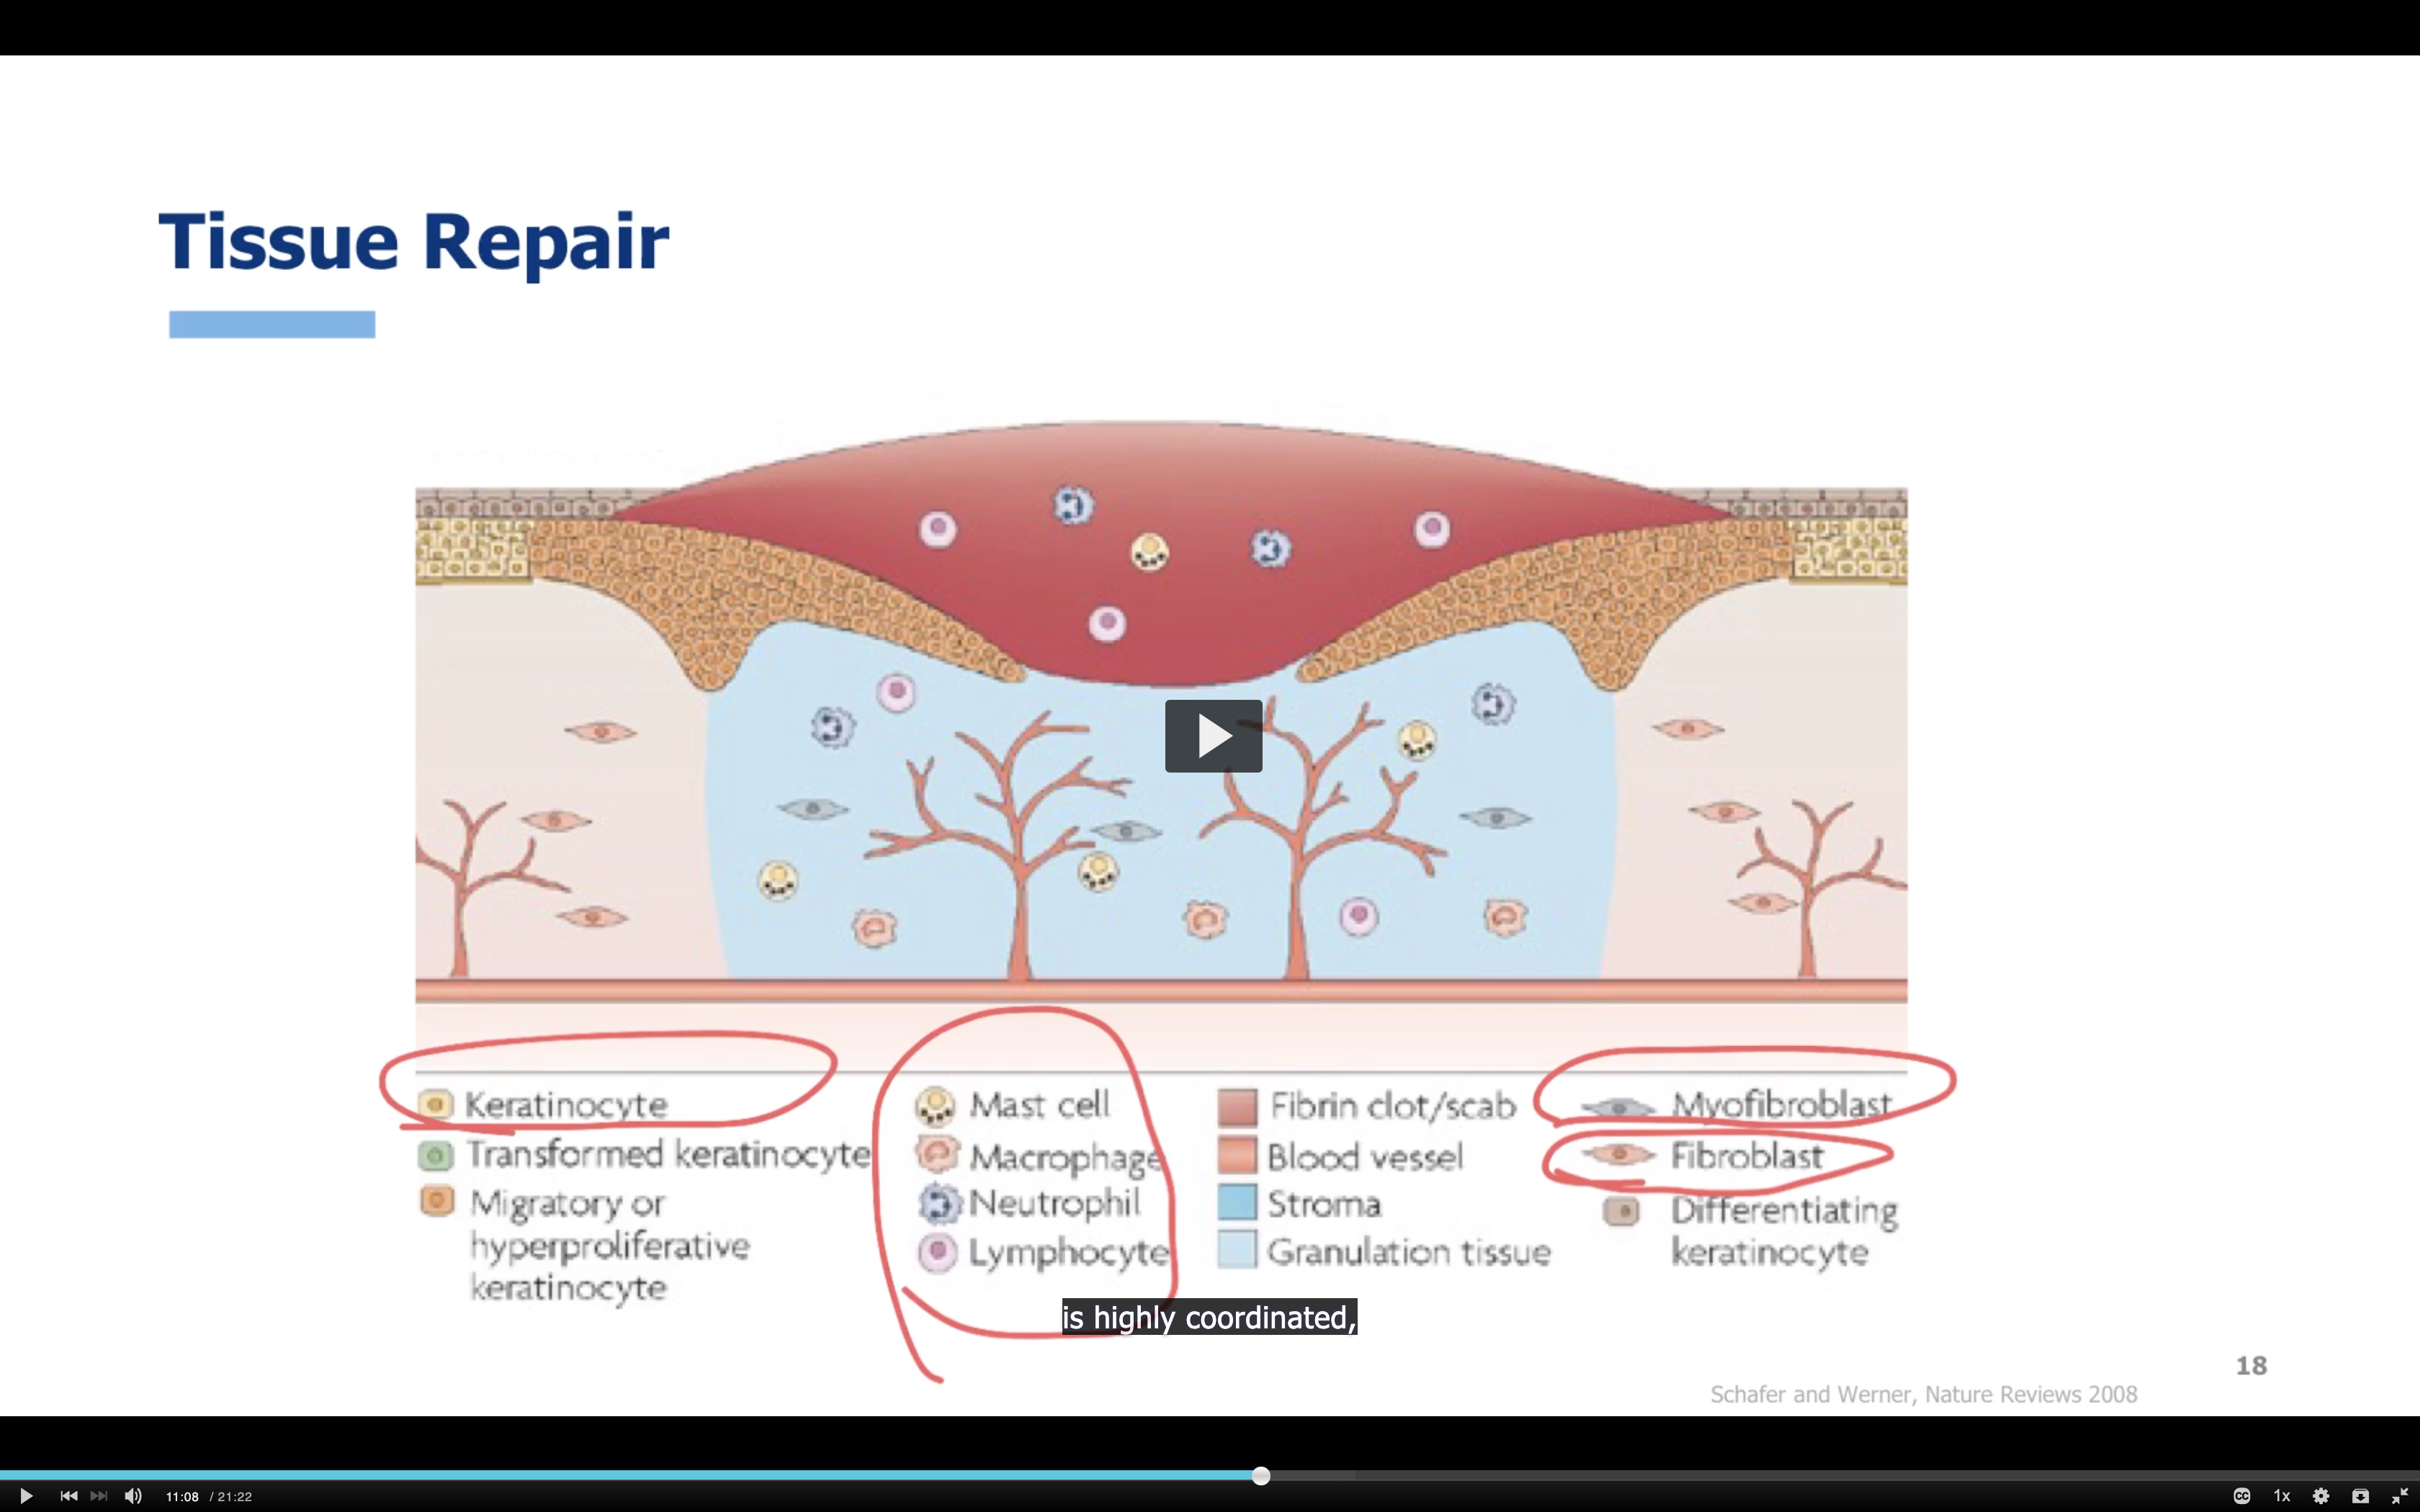 Tissue Repair
Keratinocyte
Transformed keratinocyte
Migratory or
hyperproliferative
keratinocyte
Mast cell
Macrophage
Neutrophil
Lymphocyte
Fibrin clot/scab
Blood vessel
Stroma
Granulation tissue
Myofibroblast
Fibroblast
Differentiating
keratinocyte
is highly coordinated,
18
Schafer and Werner, Nature Reviews 2008
11:08 / 21:22
CC
1x